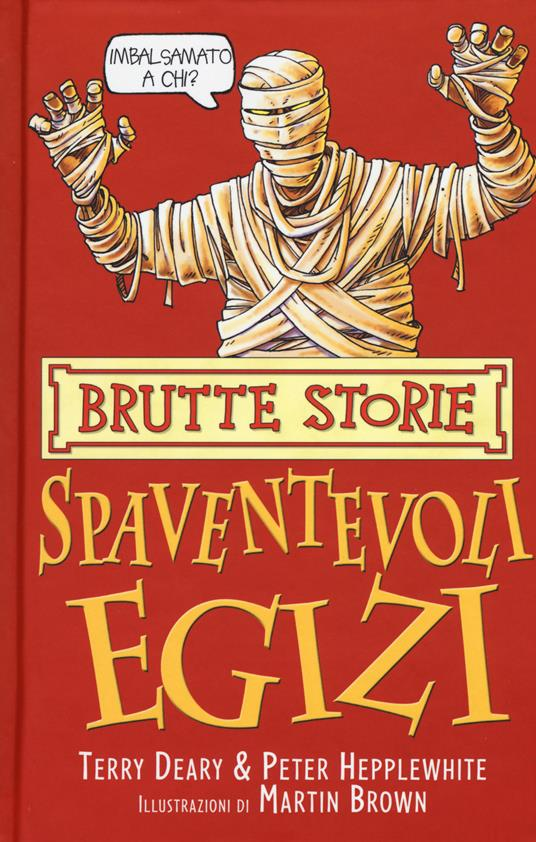 IMBALSAMATO
A CHI?
BRUTTE STORIE
SPAVENTEVOLI
EGIZI
TERRY DEARY & PETER HEPPLEWHITE
ILLUSTRAZIONI DI MARTIN BROWN